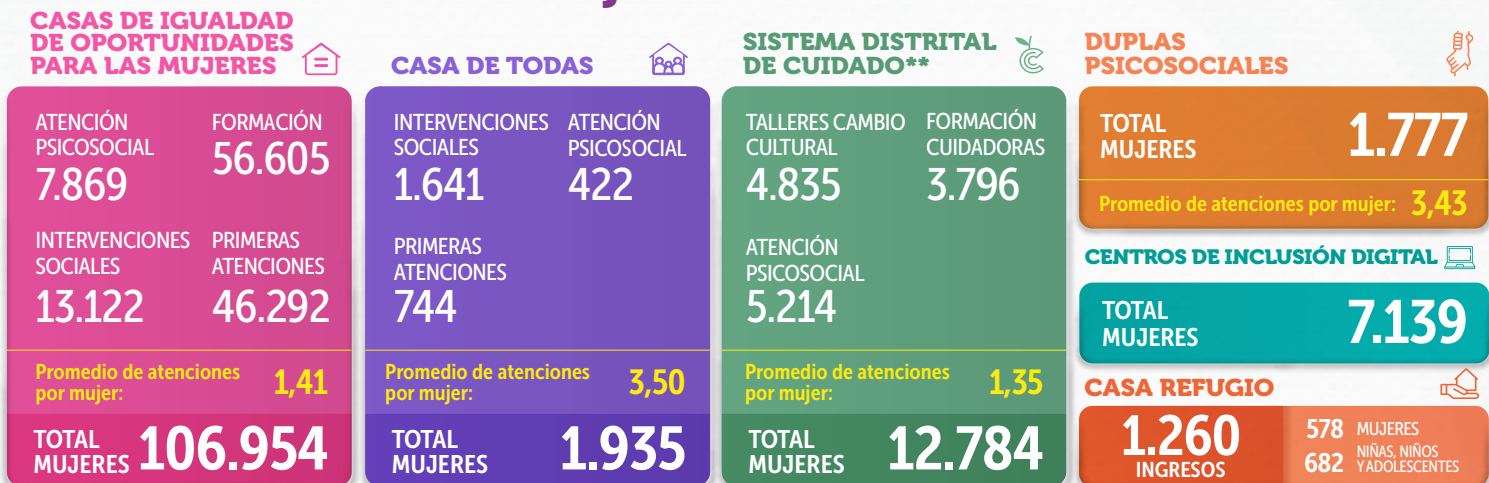 CASAS DE IGUALDAD
DE OPORTUNIDADES
PARA LAS MUJERES
ATENCIÓN
PSICOSOCIAL
7.869
FORMACIÓN
56.605
INTERVENCIONES
SOCIALES
13.122
PRIMERAS
ATENCIONES
46.292
Promedio de atenciones
por mujer:
1,41
TOTAL
MUJERES
106.954
CASA DE TODAS
INTERVENCIONES
SOCIALES
1.641
ATENCIÓN
PSICOSOCIAL
422
PRIMERAS
ATENCIONES
744
Promedio de atenciones
por mujer:
3,50
TOTAL
MUJERES
1.935
SISTEMA DISTRITAL
DE CUIDADO**
TALLERES CAMBIO
CULTURAL
4.835
FORMACIÓN
CUIDADORAS
3.796
ATENCIÓN
PSICOSOCIAL
5.214
Promedio de atenciones
por mujer:
1,35
TOTAL
MUJERES
12.784
DUPLAS
PSICOSOCIALES
TOTAL
MUJERES
1.777
Promedio de atenciones por mujer: 3,43
CENTROS DE INCLUSIÓN DIGITAL
TOTAL
MUJERES
7.139
CASA REFUGIO
1.260
INGRESOS
578 MUJERES
682 NIÑAS, NIÑOS
Y ADOLESCENTES